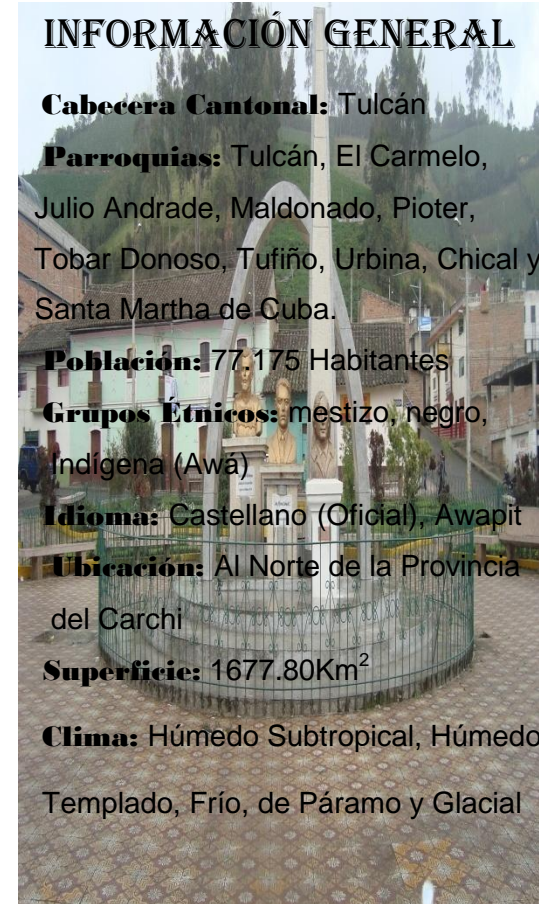 INFORMACIÓN GENERAL
Cabecera Cantonal: Tulcán
Parroquias: Tulcán, El Carmelo,
Julio Andrade, Maldonado, Pioter,
Tobar Donoso, Tufiño, Urbina, Chical y
Santa Martha de Cuba.
Población: 77.175 Habitantes
Grupos Étnicos: mestizo, negro,
Indígena (Awá)
Idioma: Castellano (Oficial), Awapit
Ubicación: Al Norte de la Provincia
del Carchi
Superficie: 1677.80Km²
Clima: Húmedo Subtropical, Húmedo
Templado, Frío, de Páramo y Glacial